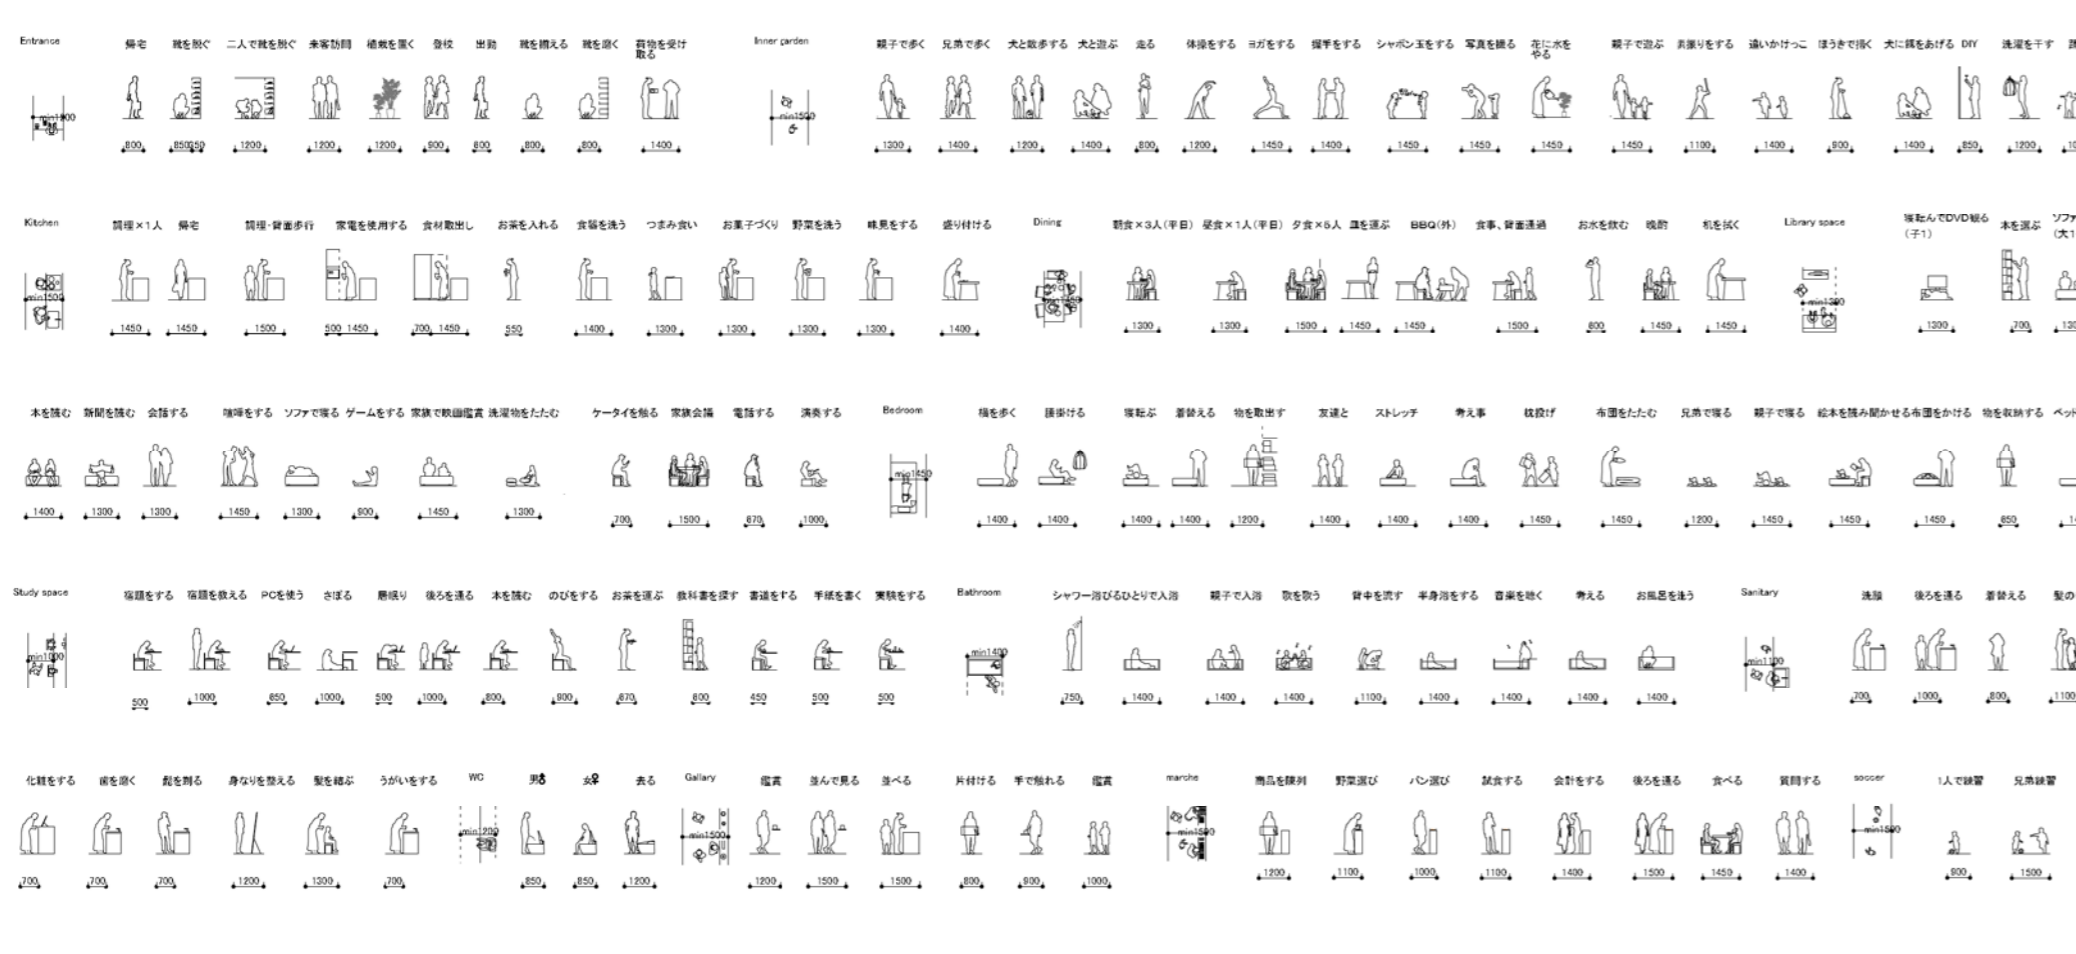 Entrance 帰宅 靴を脱ぐ 二人で靴を脱ぐ 来客訪問 植栽を置く 登校 出勤 靴を揃える 靴を磨く 荷物を受け取る Inner garden 親子で歩く 兄弟で歩く 犬と散歩する 犬と遊ぶ 走る 体操をする ヨガをする 握手をする シャボン玉をする 写真を撮る 花に水をやる 親子で遊ぶ 素振りをする 追いかけっこ ほうきで掃く 犬に餌をあげる DIY 洗濯を干す
min1500
800 850 350 1200 1200 1200 900 600 800 800 1400 1300 1400 1200 1400 800 1200 1450 1400 1450 1450 1450 1450 1100 1400 900 1400 850 1200
Kitchen 調理×1人 帰宅 調理・背面歩行 家電を使用する 食材取出し お茶を入れる 食器を洗う つまみ食い お菓子づくり 野菜を洗う 味見をする 盛り付ける Dining 朝食×3人(平日) 昼食×1人(平日) 夕食×5人 皿を運ぶ BBQ(外) 食事、背面通過 お水を飲む 晩酌 机を拭く Library space 寝転んでDVD観る(子1) 本を選ぶ
min1500
1450 1450 1500 500 1450 700 1450 550 1400 1300 1300 1300 1300 1400 1300 1300 1500 1450 1450 1500 600 1450 1450 1300 700
本を読む 新聞を読む 会話する 喧嘩をする ソファで寝る ゲームをする 家族で映画鑑賞 洗濯物をたたむ ケータイを触る 家族会議 電話する 演奏する Bedroom 横を歩く 腰掛ける 寝転ぶ 着替える 物を取出す 友達と ストレッチ 考え事 枕投げ 布団をたたむ 兄弟で寝る 親子で寝る 絵本を読み聞かせる 布団をかける 物を収納する
min1450
1400 1300 1300 1450 1300 900 1450 1300 700 1500 670 1000 1400 1400 1400 1400 1200 1400 1400 1400 1450 1450 1200 1450 1450 1450 650
Study space 宿題をする 宿題を教える PCを使う さぼる 居眠り 後ろを通る 本を読む のびをする お茶を運ぶ 教科書を探す 書道をする 手紙を書く 実験をする Bathroom シャワー浴びる ひとりで入浴 親子で入浴 歌を歌う 背中を流す 半身浴をする 音楽を聴く 考える お風呂を洗う Sanitary 洗顔 後ろを通る 着替える
min1000 min1400 min1100
500 1000 650 1000 500 1000 800 900 670 800 450 500 500 750 1400 1400 1400 1100 1400 1400 1400 1400 700 1000 800 1100
化粧をする 歯を磨く 髭を剃る 身なりを整える 髪を結ぶ うがいをする WC 男♂ 女♀ 去る Gallary 鑑賞 並んで見る 並べる 片付ける 手で触れる 鑑賞 marche 商品を陳列 野菜選び パン選び 試食する 会計をする 後ろを通る 食べる 質問する soccer 1人で練習 兄弟練習
min1200 min1500 min1500 min1500
700 700 700 1200 1300 700 850 850 1200 1200 1500 1500 800 900 1000 1200 1100 1000 1100 1400 1500 1450 1400 900 1500